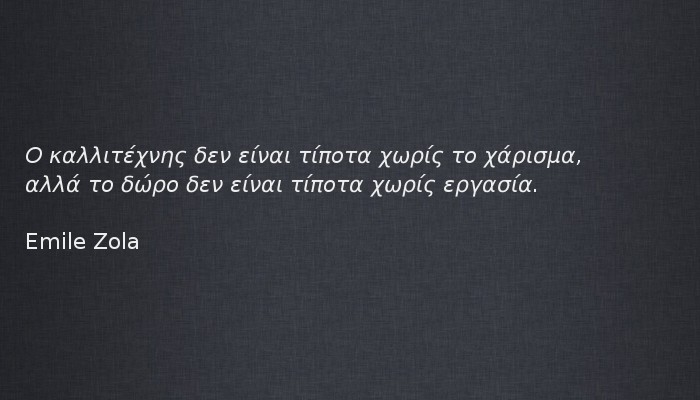 Ο καλλιτέχνης δεν είναι τίποτα χωρίς το χάρισμα,
αλλά το δώρο δεν είναι τίποτα χωρίς εργασία.
Emile Zola